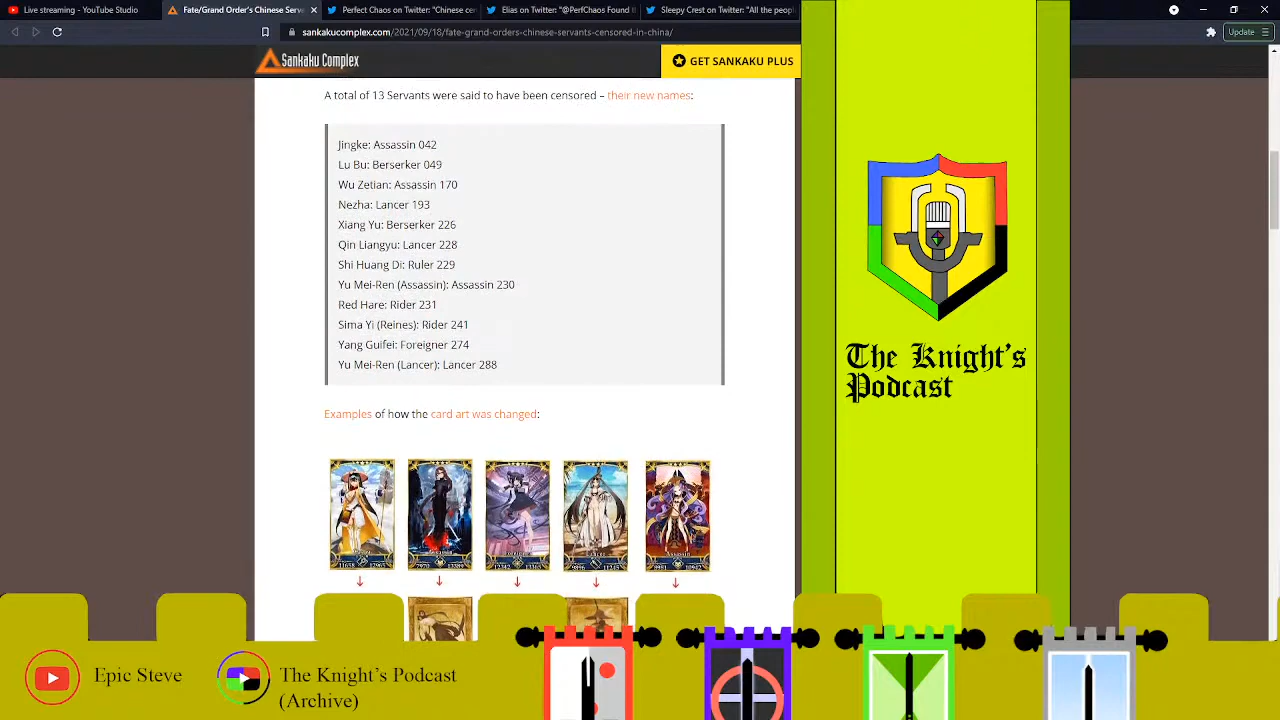 Live streaming - YouTube Studio
Fate/Grand Order's Chinese Serv
Perfect Chaos on Twitter: "Chinese cen
Elias on Twitter: "@PerfChaos Found it
Sleepy Crest on Twitter: "All the peopl
sankakucomplex.com/2021/09/18/fate-grand-orders-chinese-servants-censored-in-china/
Update
Sankaku Complex
GET SANKAKU PLUS
A total of 13 Servants were said to have been censored – their new names:
Jingke: Assassin 042
Lu Bu: Berserker 049
Wu Zetian: Assassin 170
Nezha: Lancer 193
Xiang Yu: Berserker 226
Qin Liangyu: Lancer 228
Shi Huang Di: Ruler 229
Yu Mei-Ren (Assassin): Assassin 230
Red Hare: Rider 231
Sima Yi (Reines): Rider 241
Yang Guifei: Foreigner 274
Yu Mei-Ren (Lancer): Lancer 288
Examples of how the card art was changed:
The Knight's
Podcast
Epic Steve
The Knight's Podcast
(Archive)